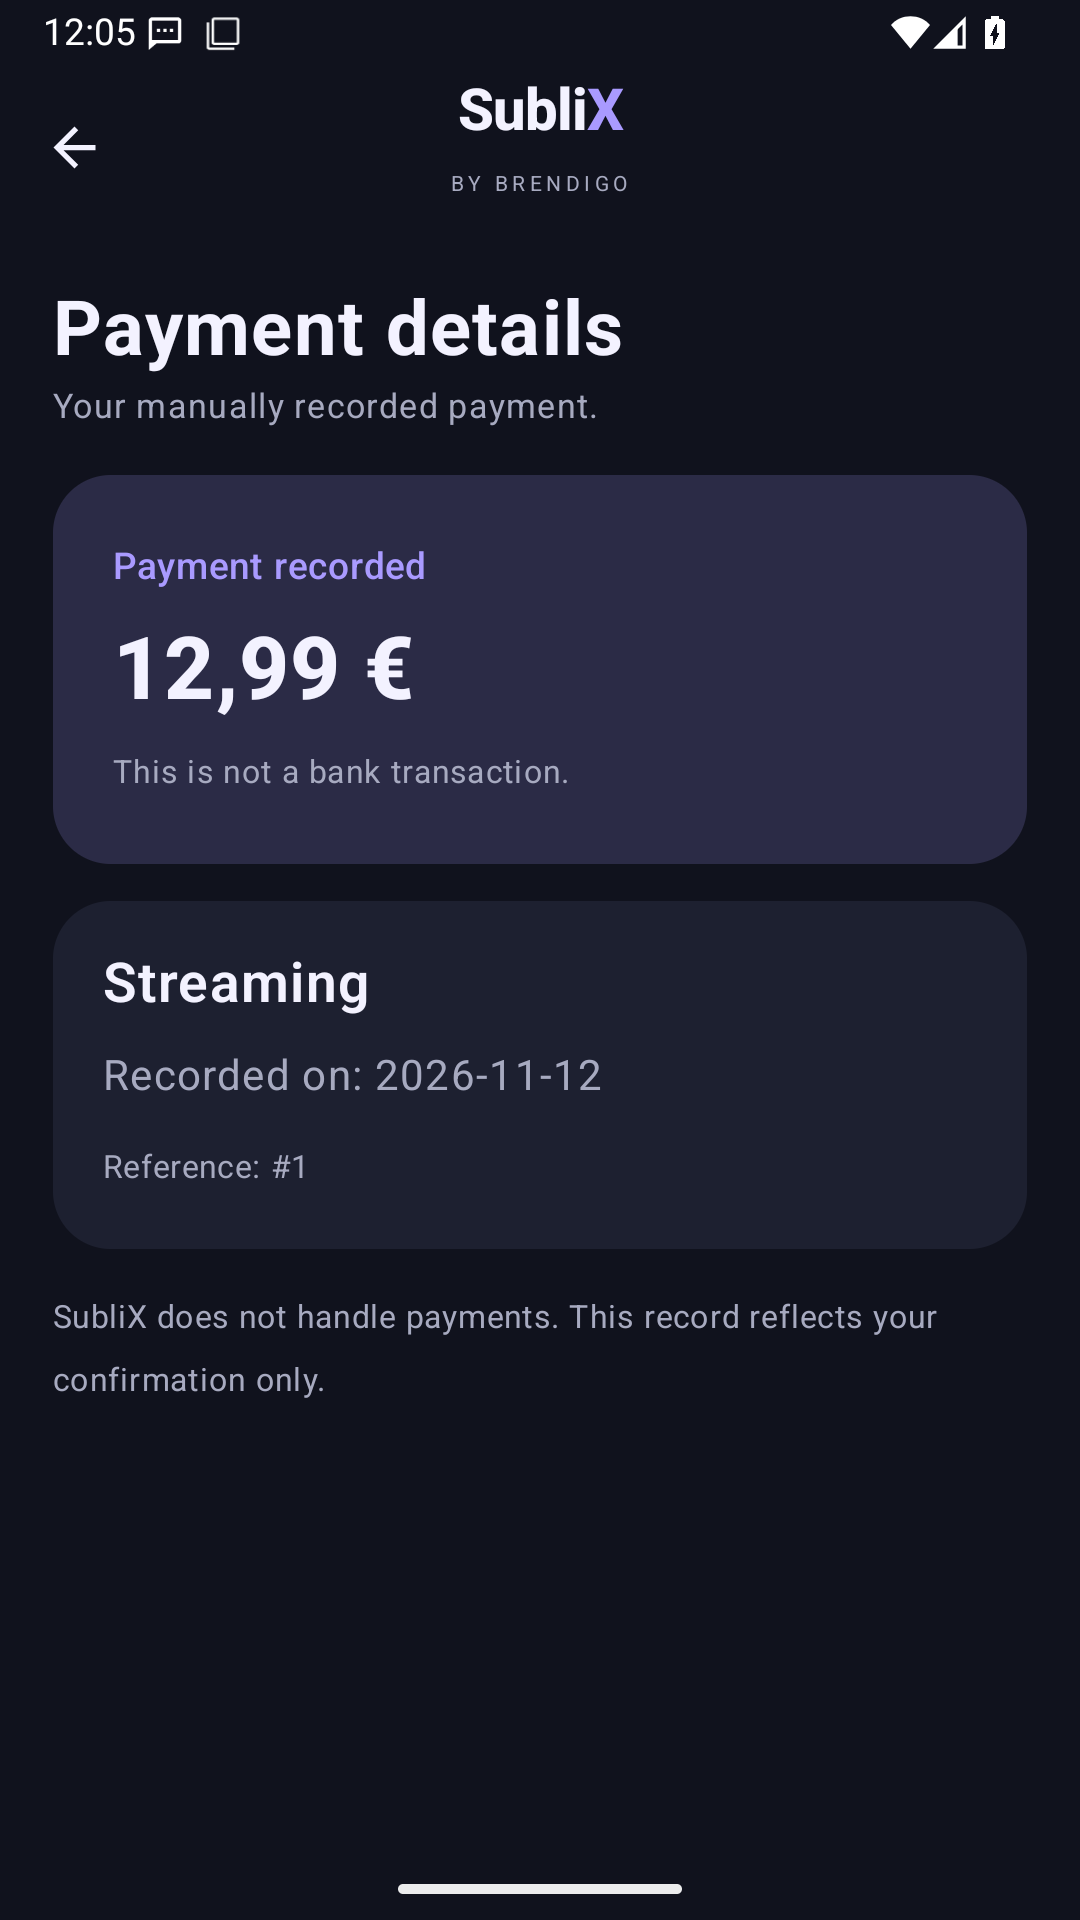 12:05
SubliX
BY BRENDIGO
Payment details
Your manually recorded payment.
Payment recorded
12,99 €
This is not a bank transaction.
Streaming
Recorded on: 2026-11-12
Reference: #1
SubliX does not handle payments. This record reflects your
confirmation only.